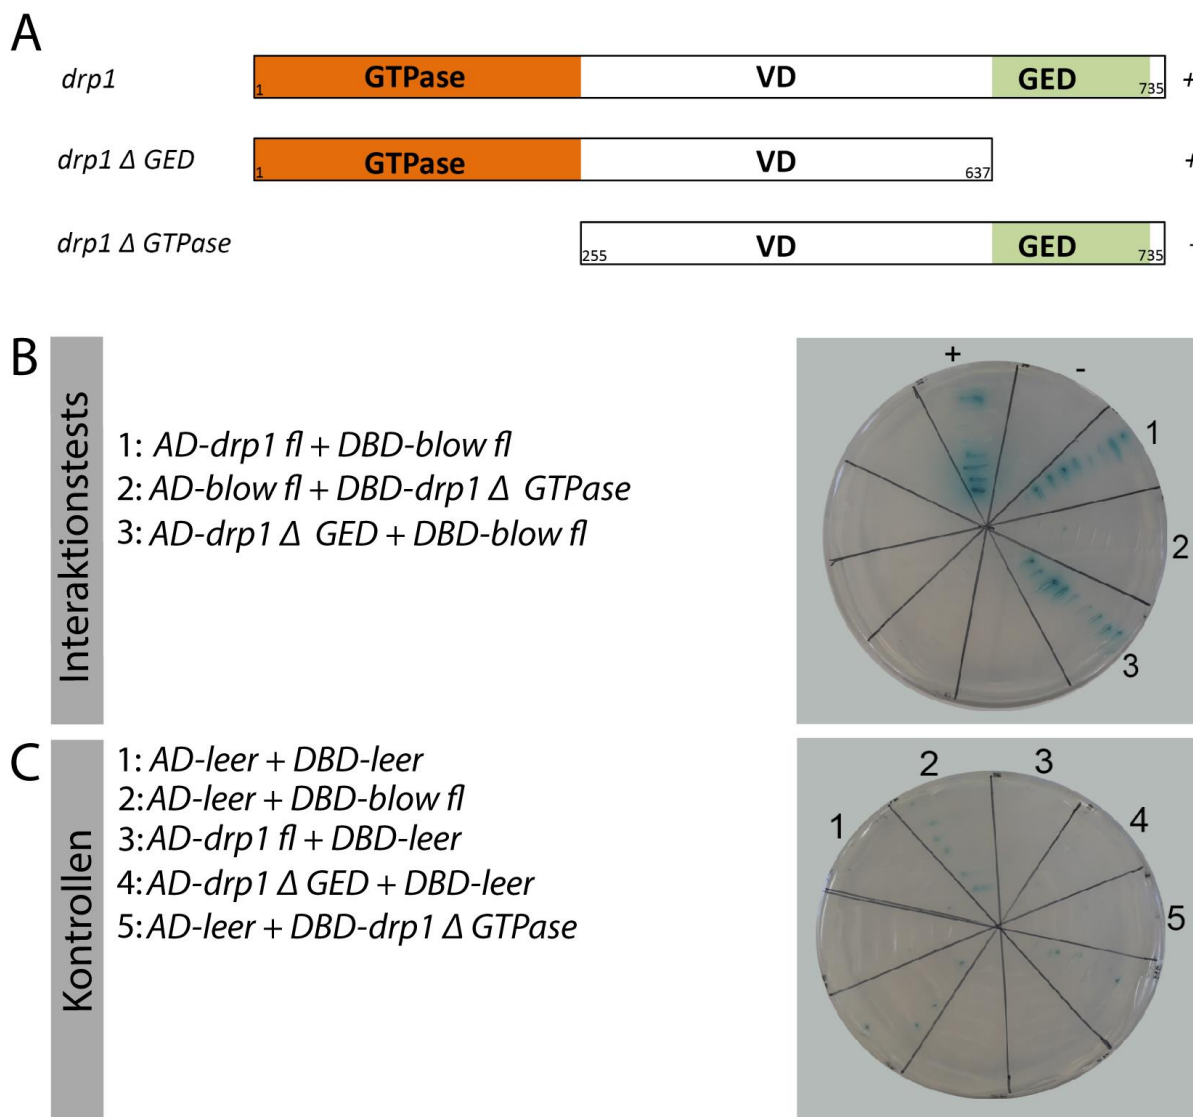 A
drp1 1 GTPase VD GED 735 +
drp1 Δ GED 1 GTPase VD 637 +
drp1 Δ GTPase 255 VD GED 735 -
B
Interaktionstests
1: AD-drp1 fl + DBD-blow fl
2: AD-blow fl + DBD-drp1 Δ GTPase
3: AD-drp1 Δ GED + DBD-blow fl
+ -
1
2
3
C
Kontrollen
1: AD-leer + DBD-leer
2: AD-leer + DBD-blow fl
3: AD-drp1 fl + DBD-leer
4: AD-drp1 Δ GED + DBD-leer
5: AD-leer + DBD-drp1 Δ GTPase
2 3
1 4
5